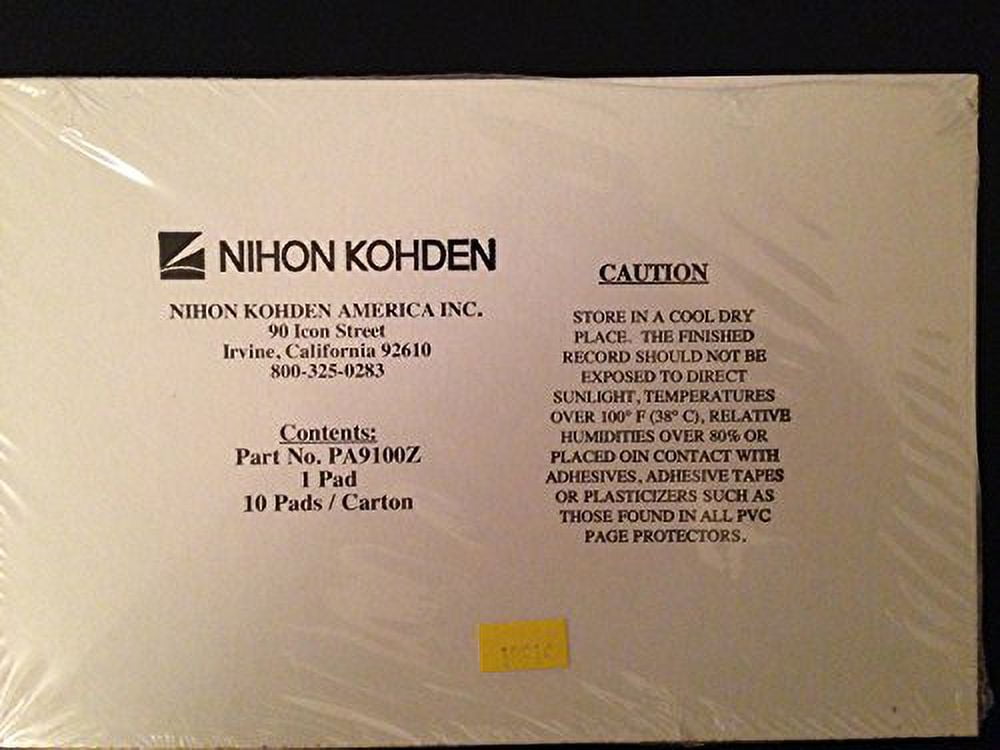 NIHON KOHDEN
NIHON KOHDEN AMERICA INC.
90 Icon Street
Irvine, California 92610
800-325-0283
Contents:
Part No. PA9100Z
1 Pad
10 Pads / Carton
CAUTION
STORE IN A COOL DRY
PLACE. THE FINISHED
RECORD SHOULD NOT BE
EXPOSED TO DIRECT
SUNLIGHT, TEMPERATURES
OVER 100° F (38° C), RELATIVE
HUMIDITIES OVER 80% OR
PLACED OIN CONTACT WITH
ADHESIVES, ADHESIVE TAPES
OR PLASTICIZERS SUCH AS
THOSE FOUND IN ALL PVC
PAGE PROTECTORS.